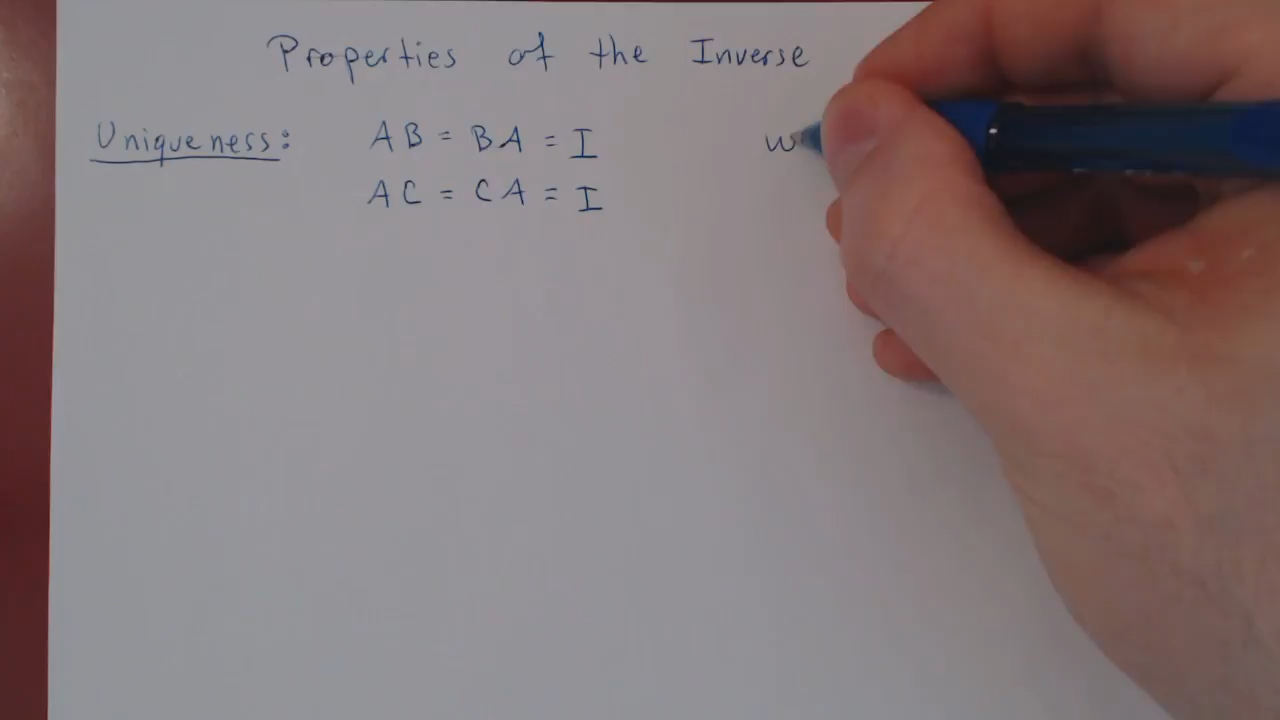 Properties of the Inverse
Uniqueness: AB = BA = I
AC = CA = I